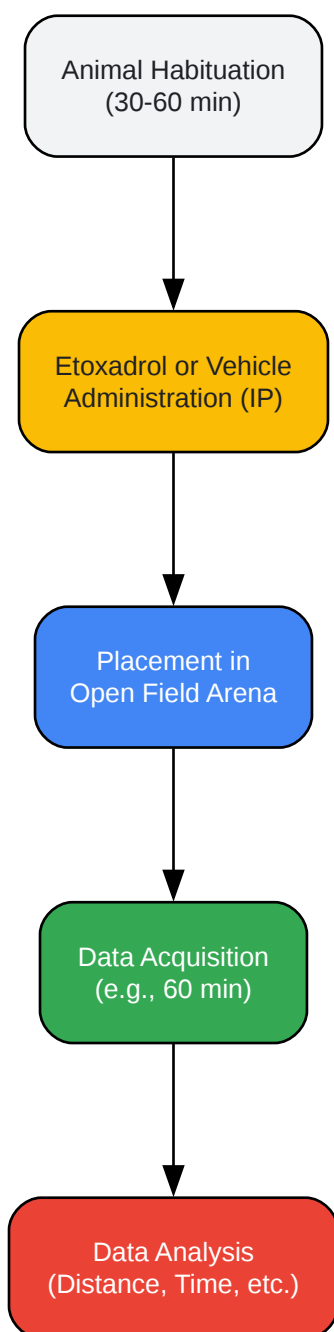 Animal Habituation
(30-60 min)
Etoxadrol or Vehicle
Administration (IP)
Placement in
Open Field Arena
Data Acquisition
(e.g., 60 min)
Data Analysis
(Distance, Time, etc.)